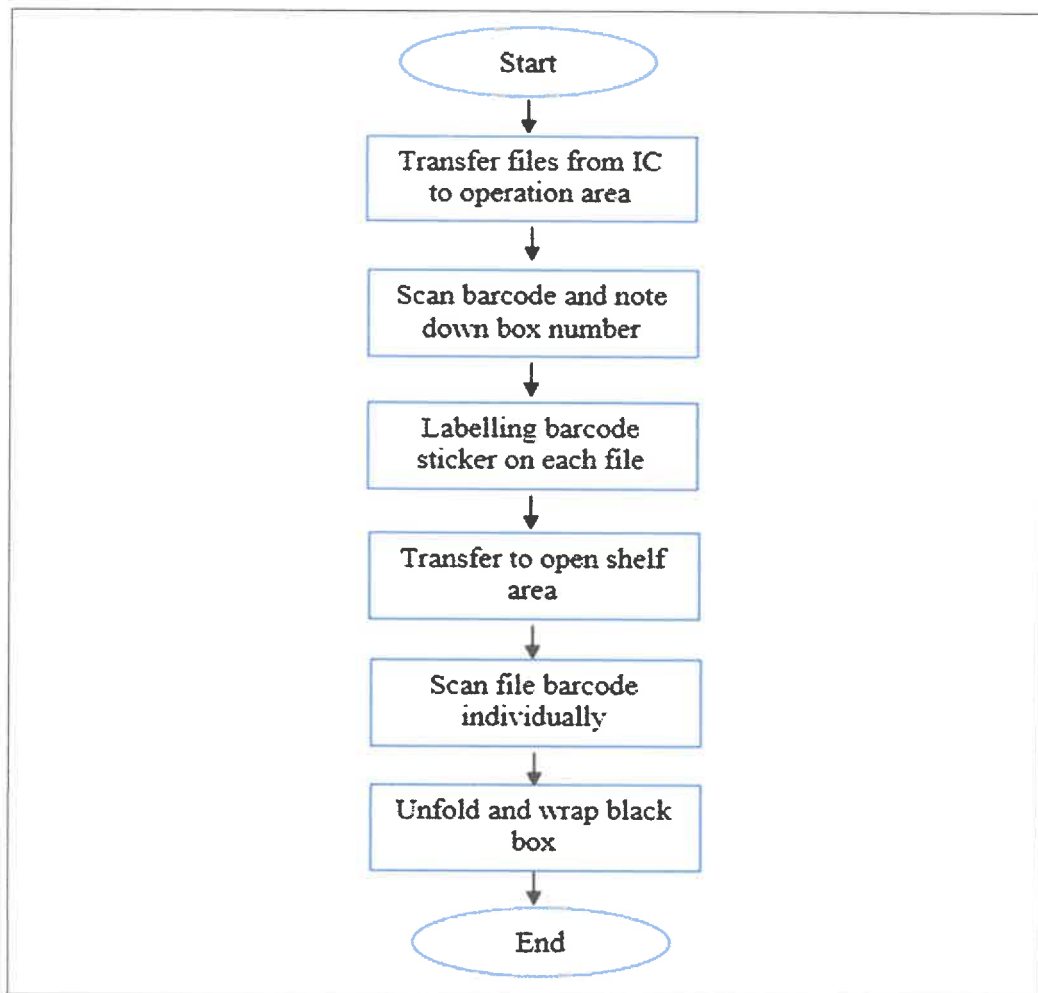 Start
Transfer files from IC
to operation area
Scan barcode and note
down box number
Labelling barcode
sticker on each file
Transfer to open shelf
area
Scan file barcode
individually
Unfold and wrap black
box
End